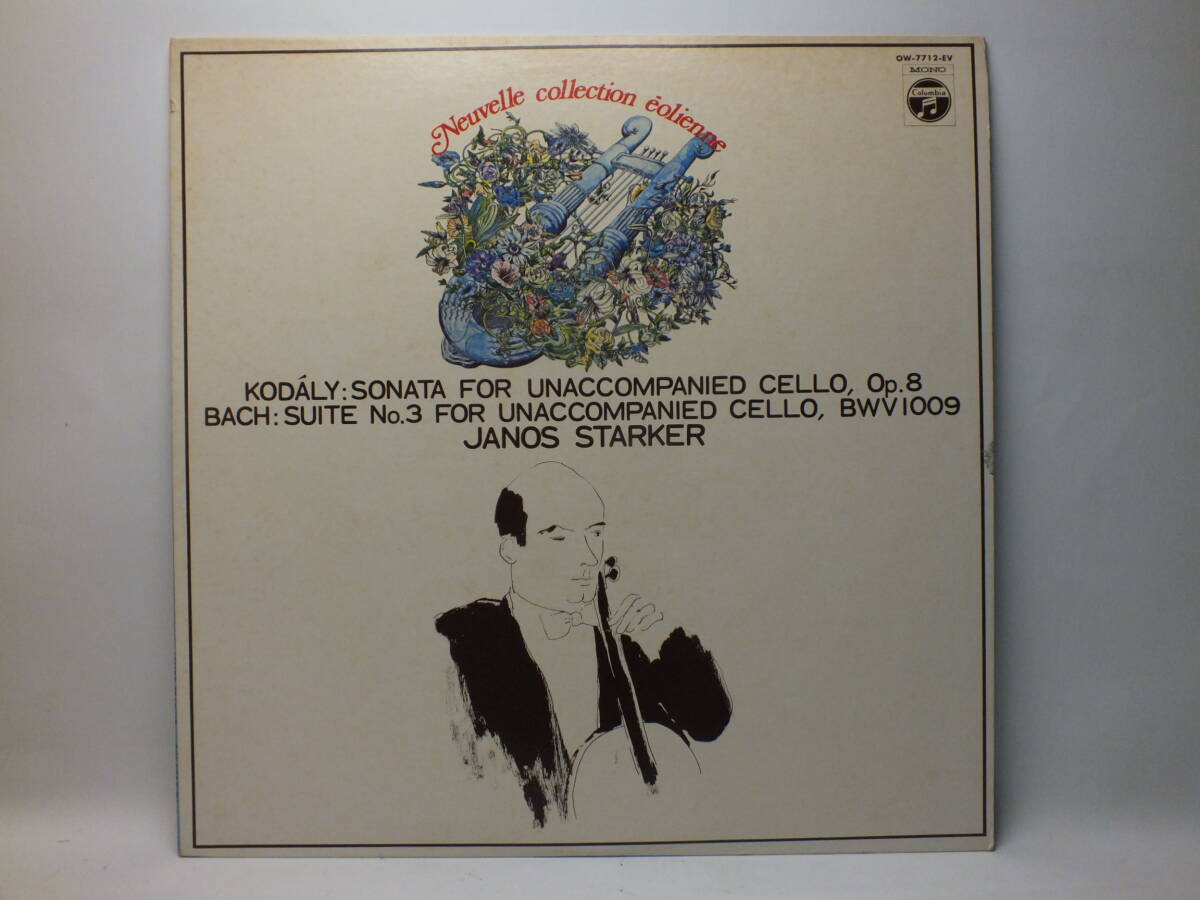 OW-7712-EV
MONO
Columbia
Neuvelle collection éolienne
KODÁLY: SONATA FOR UNACCOMPANIED CELLO, Op.8
BACH: SUITE No.3 FOR UNACCOMPANIED CELLO, BWV1009
JANOS STARKER